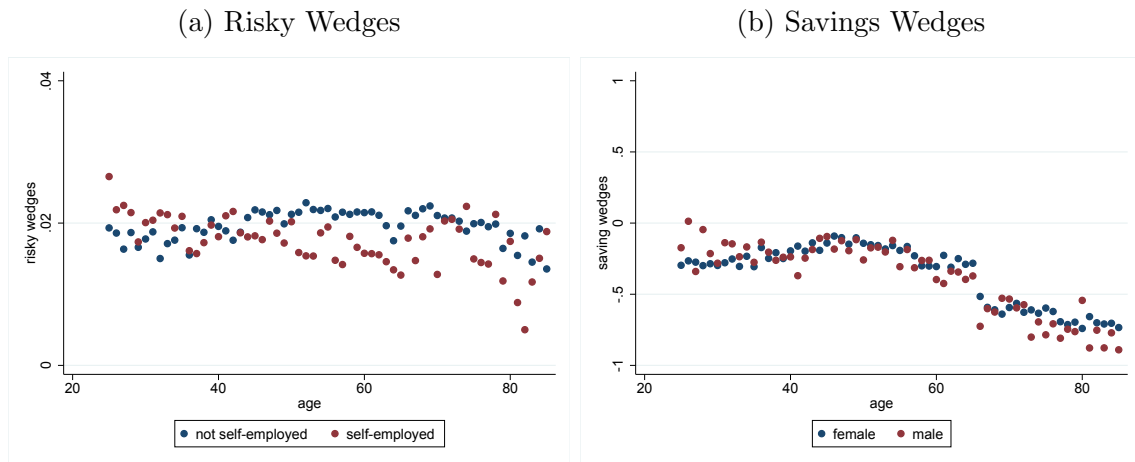 (a) Risky Wedges
(b) Savings Wedges
.04
.02
0
risky wedges
20
40
60
80
age
not self-employed
self-employed
1
.5
0
-.5
-1
saving wedges
20
40
60
80
age
female
male